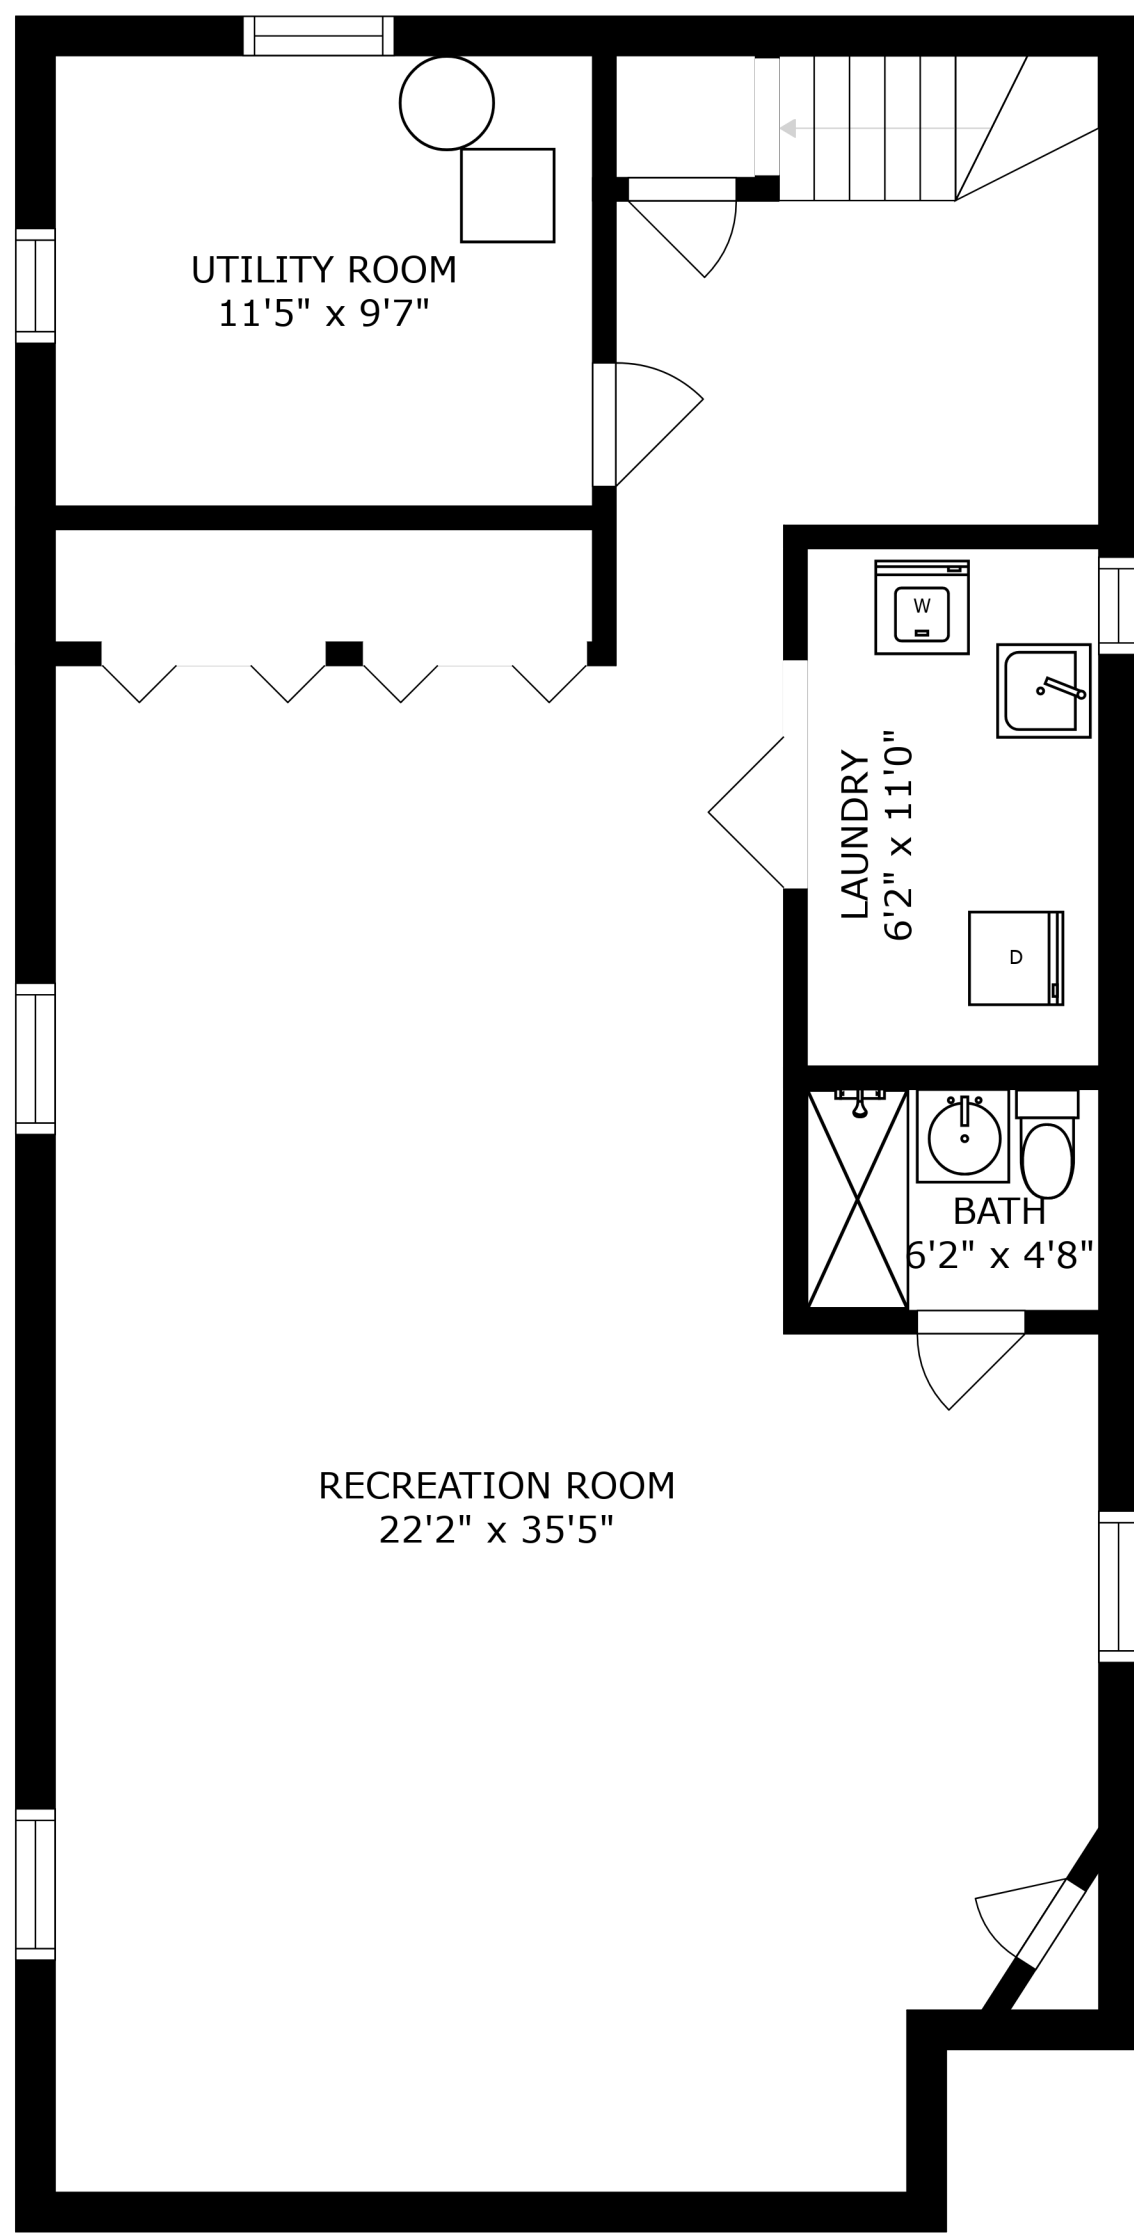 UTILITY ROOM
11'5" x 9'7"
W
LAUNDRY
6'2" x 11'0"
D
BATH
6'2" x 4'8"
RECREATION ROOM
22'2" x 35'5"